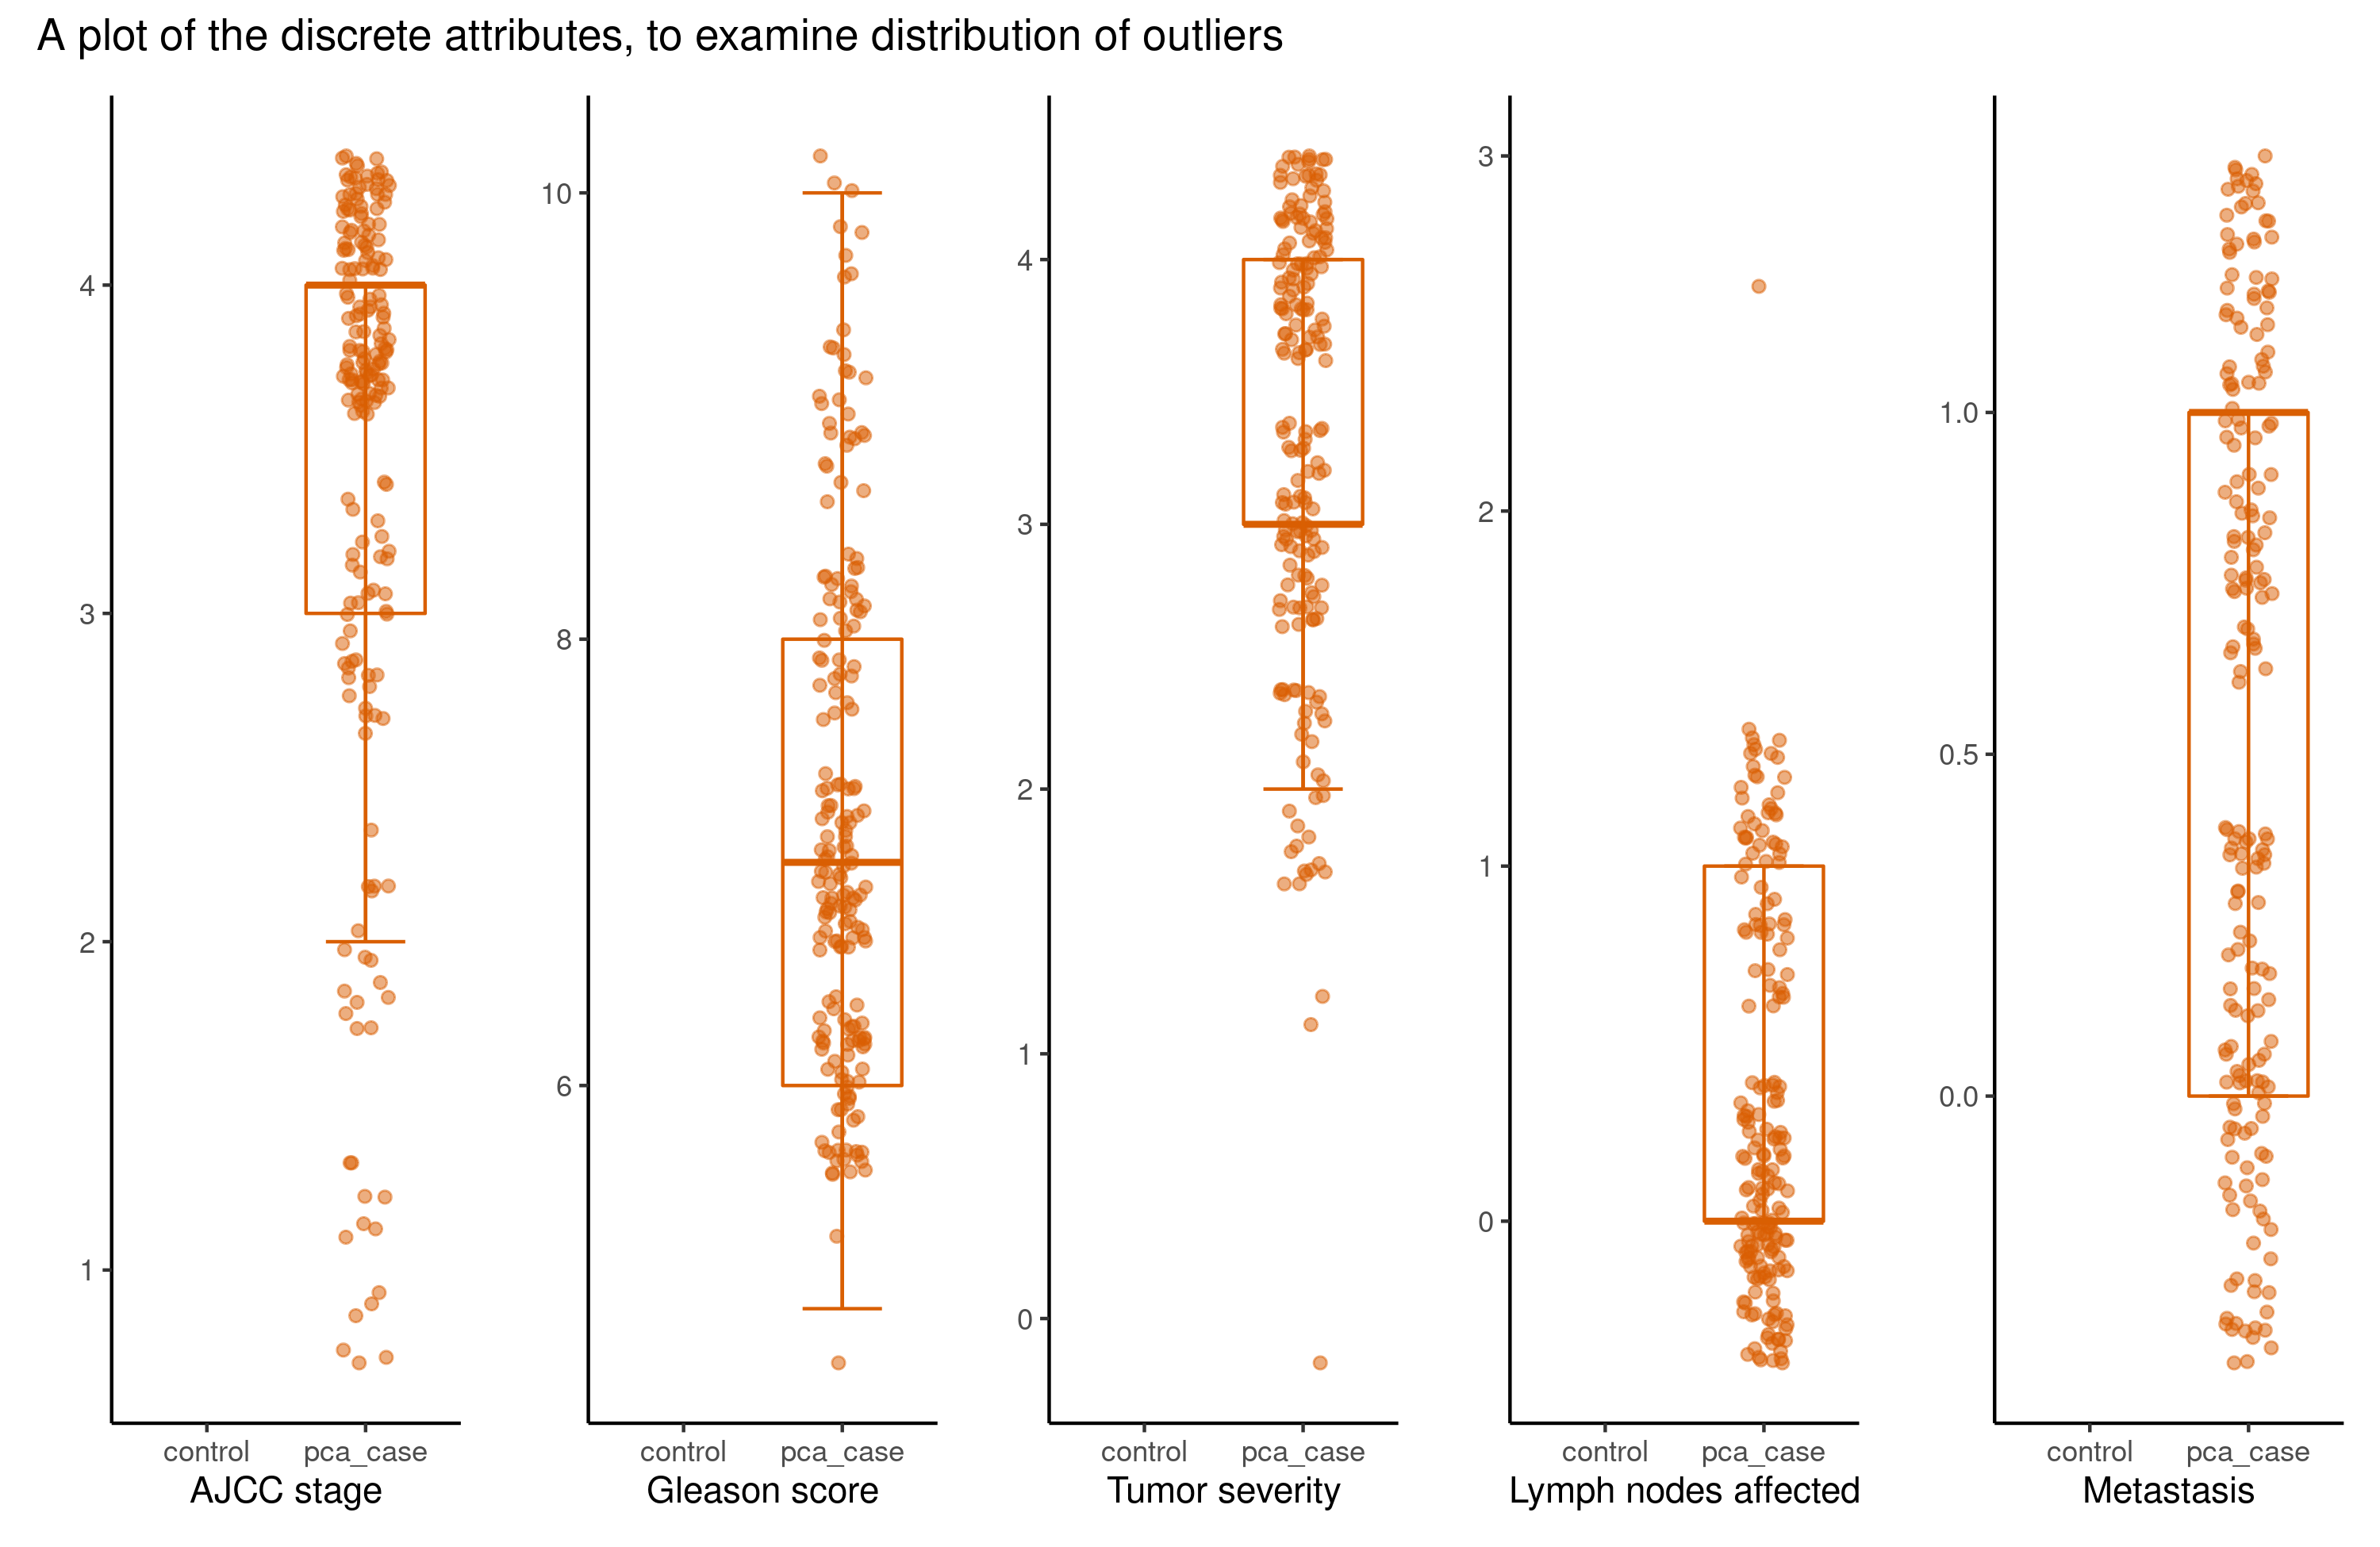 A plot of the discrete attributes, to examine distribution of outliers
4
3
2
1
control pca_case
AJCC stage
10
8
6
control pca_case
Gleason score
4
3
2
1
0
control pca_case
Tumor severity
3
2
1
0
control pca_case
Lymph nodes affected
1.0
0.5
0.0
control pca_case
Metastasis